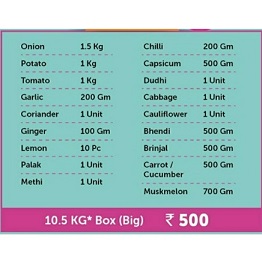 Onion 1.5 Kg
Potato 1 Kg
Tomato 1 Kg
Garlic 200 Gm
Coriander 1 Unit
Ginger 100 Gm
Lemon 10 Pc
Palak 1 Unit
Methi 1 Unit
Chilli 200 Gm
Capsicum 500 Gm
Dudhi 1 Unit
Cabbage 1 Unit
Cauliflower 1 Unit
Bhendi 500 Gm
Brinjal 500 Gm
Carrot / 500 Gm
Cucumber
Muskmelon 700 Gm
10.5 KG* Box (Big) ₹ 500